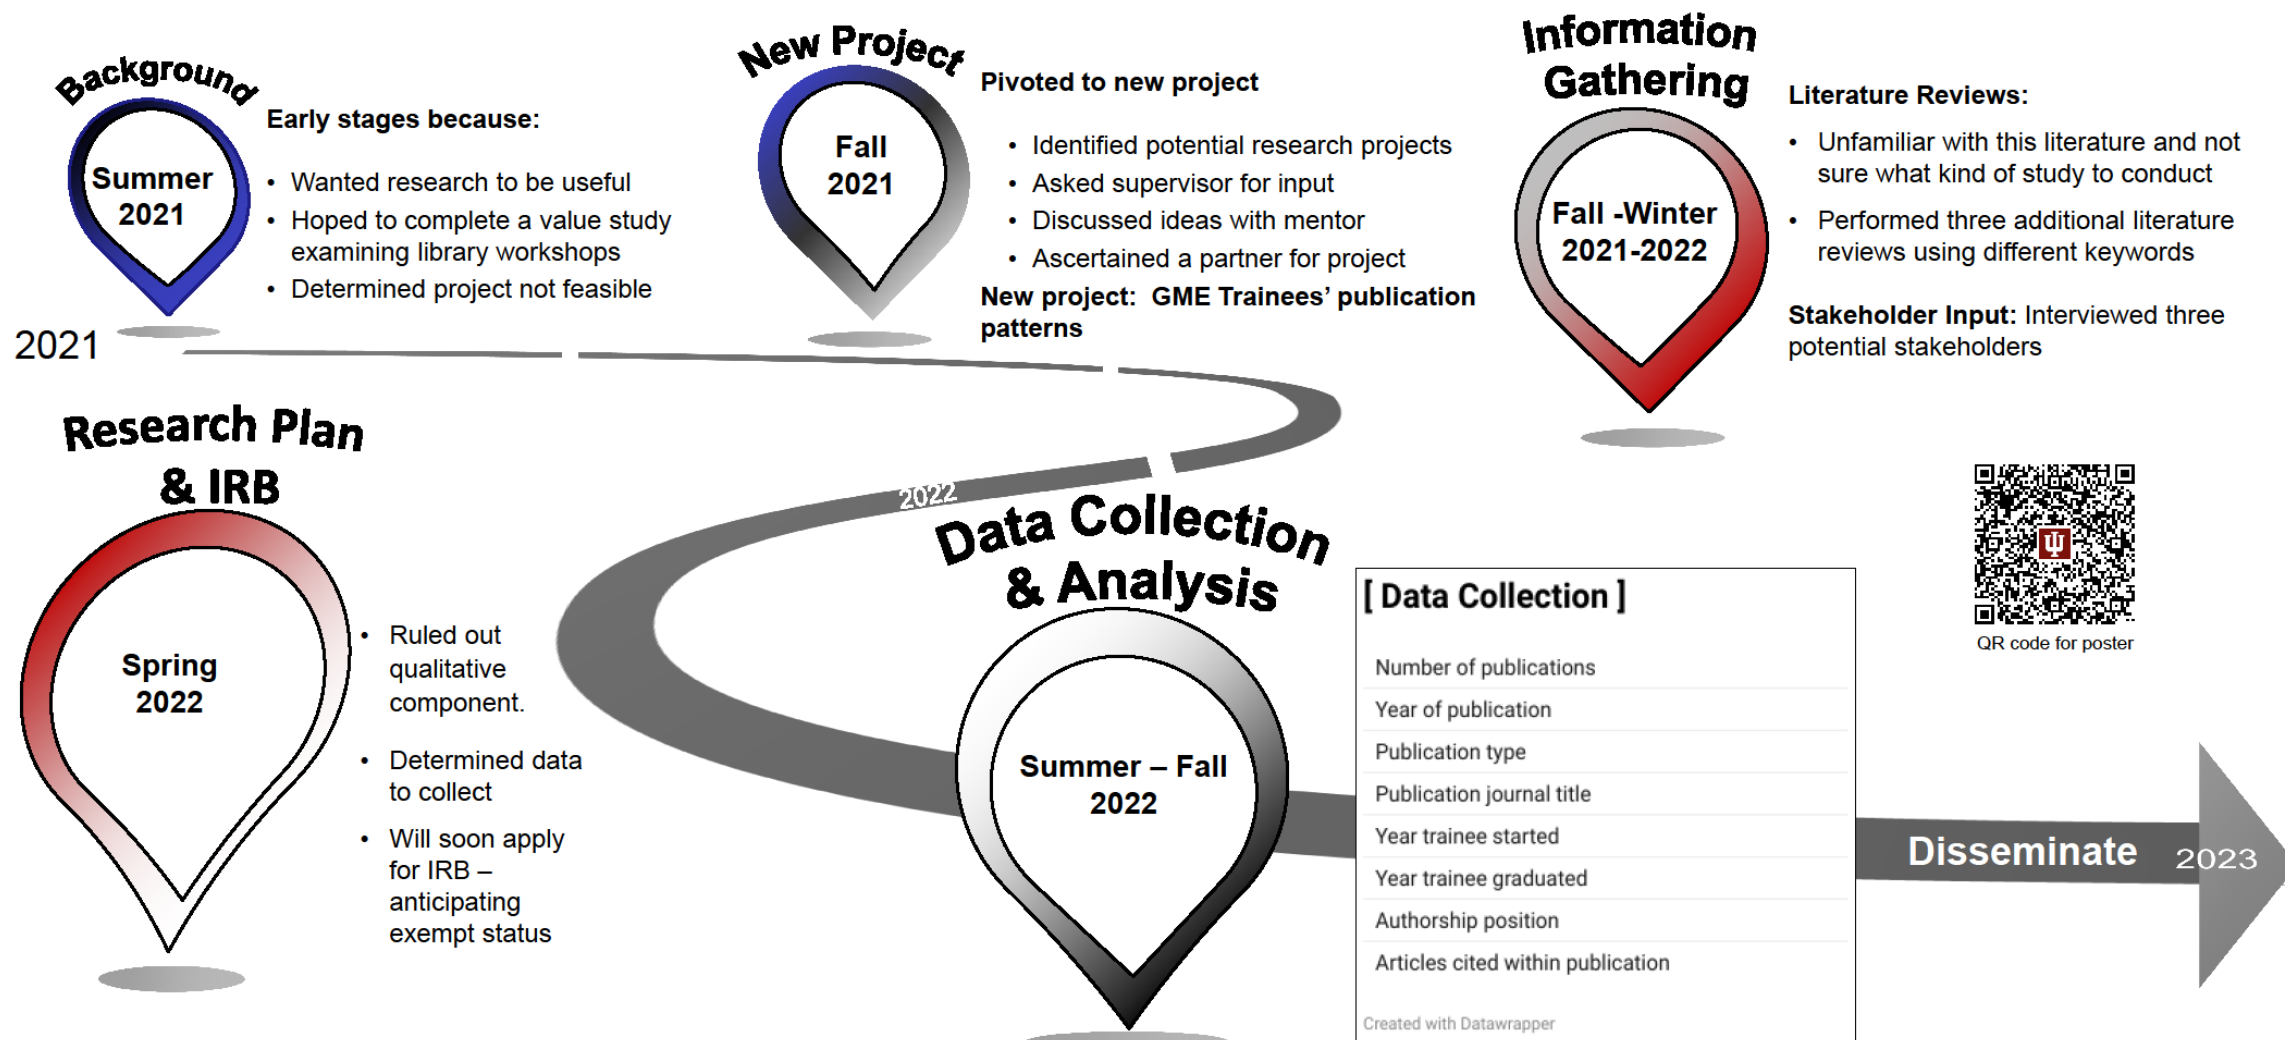 Background
Summer
2021
Early stages because:
• Wanted research to be useful
• Hoped to complete a value study
examining library workshops
• Determined project not feasible
New Project
Fall
2021
Pivoted to new project
• Identified potential research projects
• Asked supervisor for input
• Discussed ideas with mentor
• Ascertained a partner for project
New project:  GME Trainees’ publication
patterns
Information
Gathering
Fall -Winter
2021-2022
Literature Reviews:
• Unfamiliar with this literature and not
sure what kind of study to conduct
• Performed three additional literature
reviews using different keywords
Stakeholder Input: Interviewed three
potential stakeholders
2021
2022
Research Plan
& IRB
Spring
2022
• Ruled out
qualitative
component.
• Determined data
to collect
• Will soon apply
for IRB –
anticipating
exempt status
Data Collection
& Analysis
Summer – Fall
2022
[ Data Collection ]
Number of publications
Year of publication
Publication type
Publication journal title
Year trainee started
Year trainee graduated
Authorship position
Articles cited within publication
Created with Datawrapper
QR code for poster
Disseminate
2023